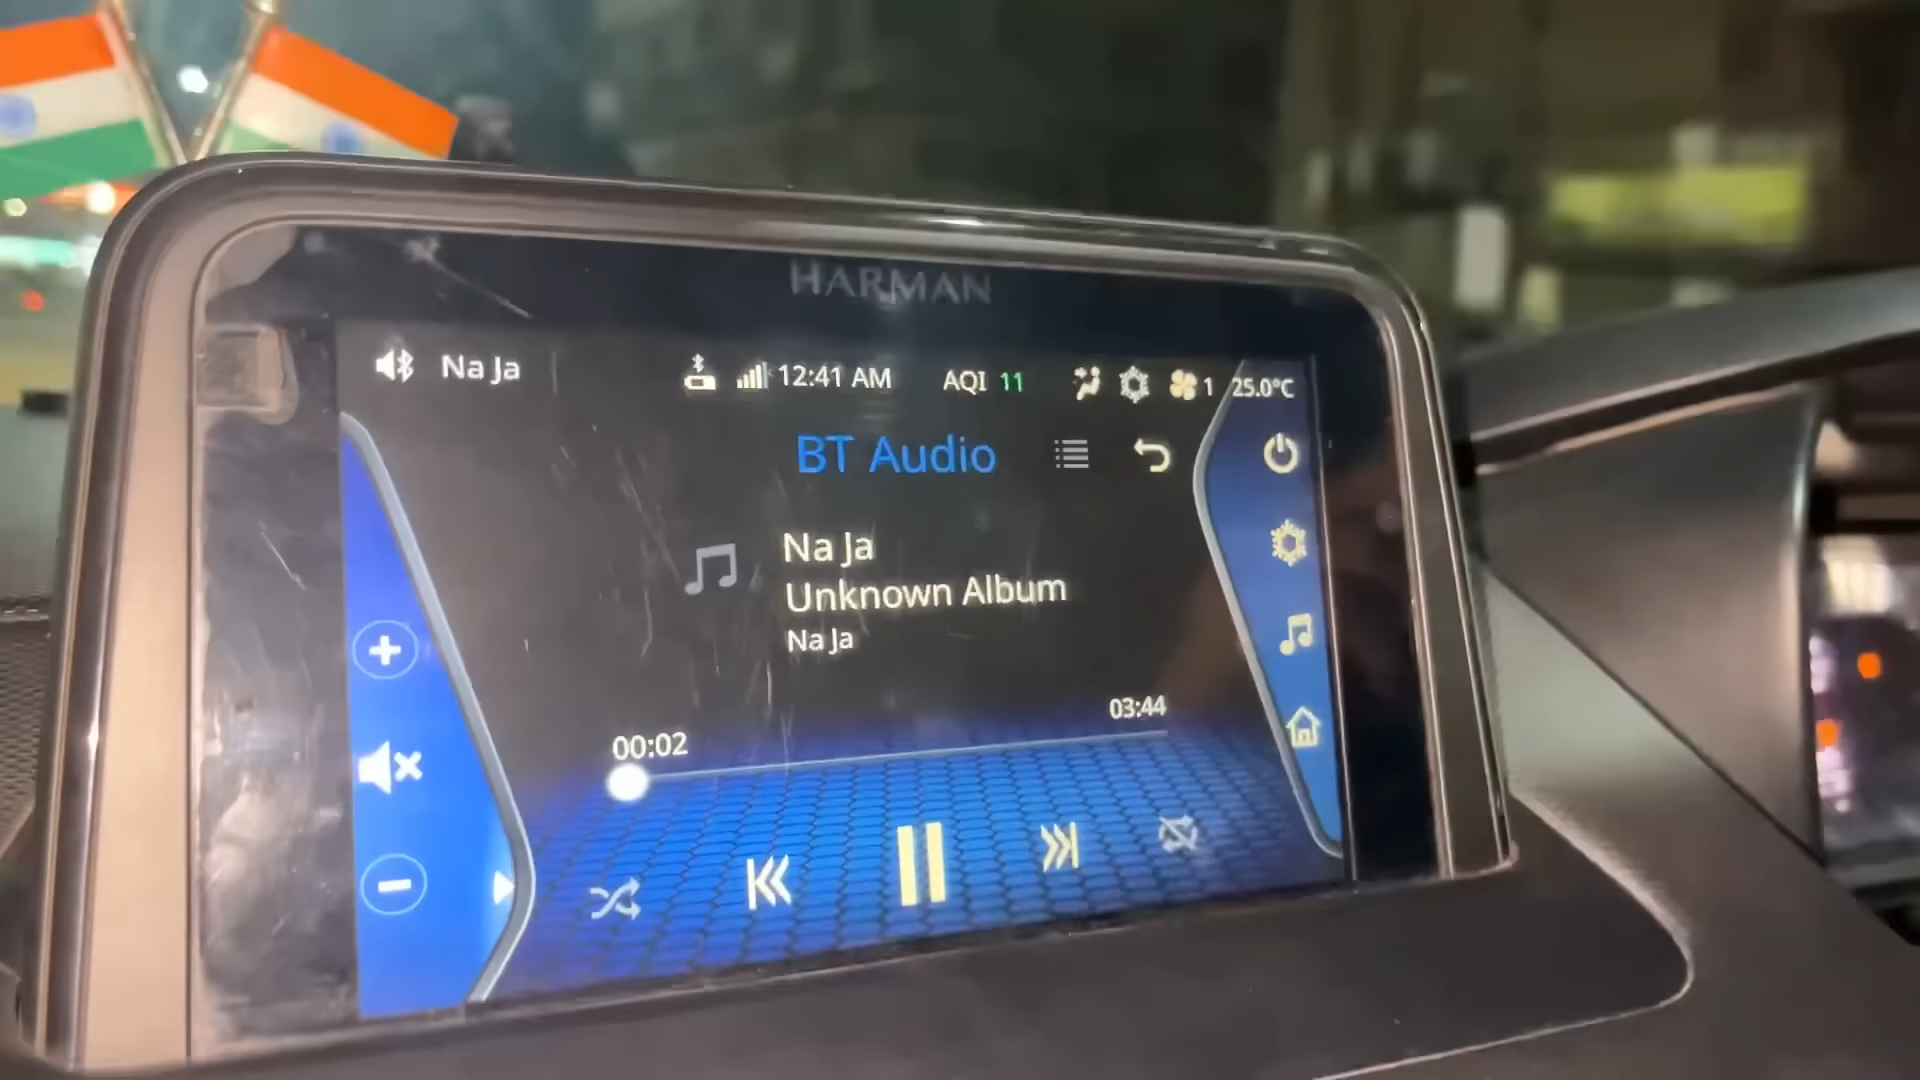 HARMAN
Na Ja
12:41 AM
AQI 11
1
25.0°C
BT Audio
Na Ja
Unknown Album
Na Ja
00:02
03:44